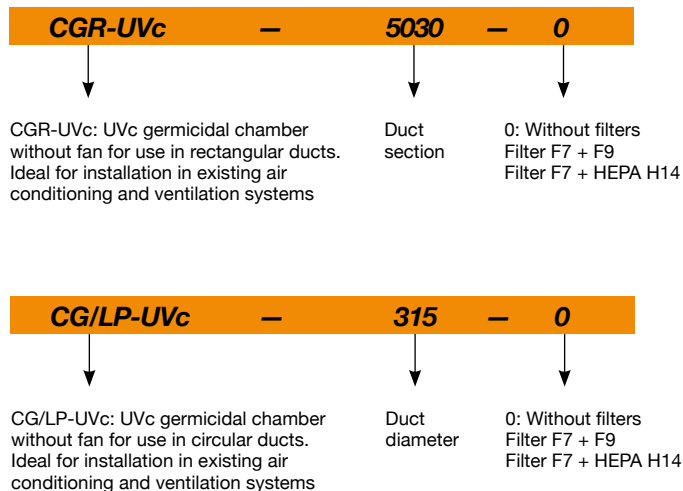 CGR-UVc – 5030 – 0
CGR-UVc: UVc germicidal chamber
without fan for use in rectangular ducts.
Ideal for installation in existing air
conditioning and ventilation systems
Duct
section
0: Without filters
Filter F7 + F9
Filter F7 + HEPA H14
CG/LP-UVc – 315 – 0
CG/LP-UVc: UVc germicidal chamber
without fan for use in circular ducts.
Ideal for installation in existing air
conditioning and ventilation systems
Duct
diameter
0: Without filters
Filter F7 + F9
Filter F7 + HEPA H14